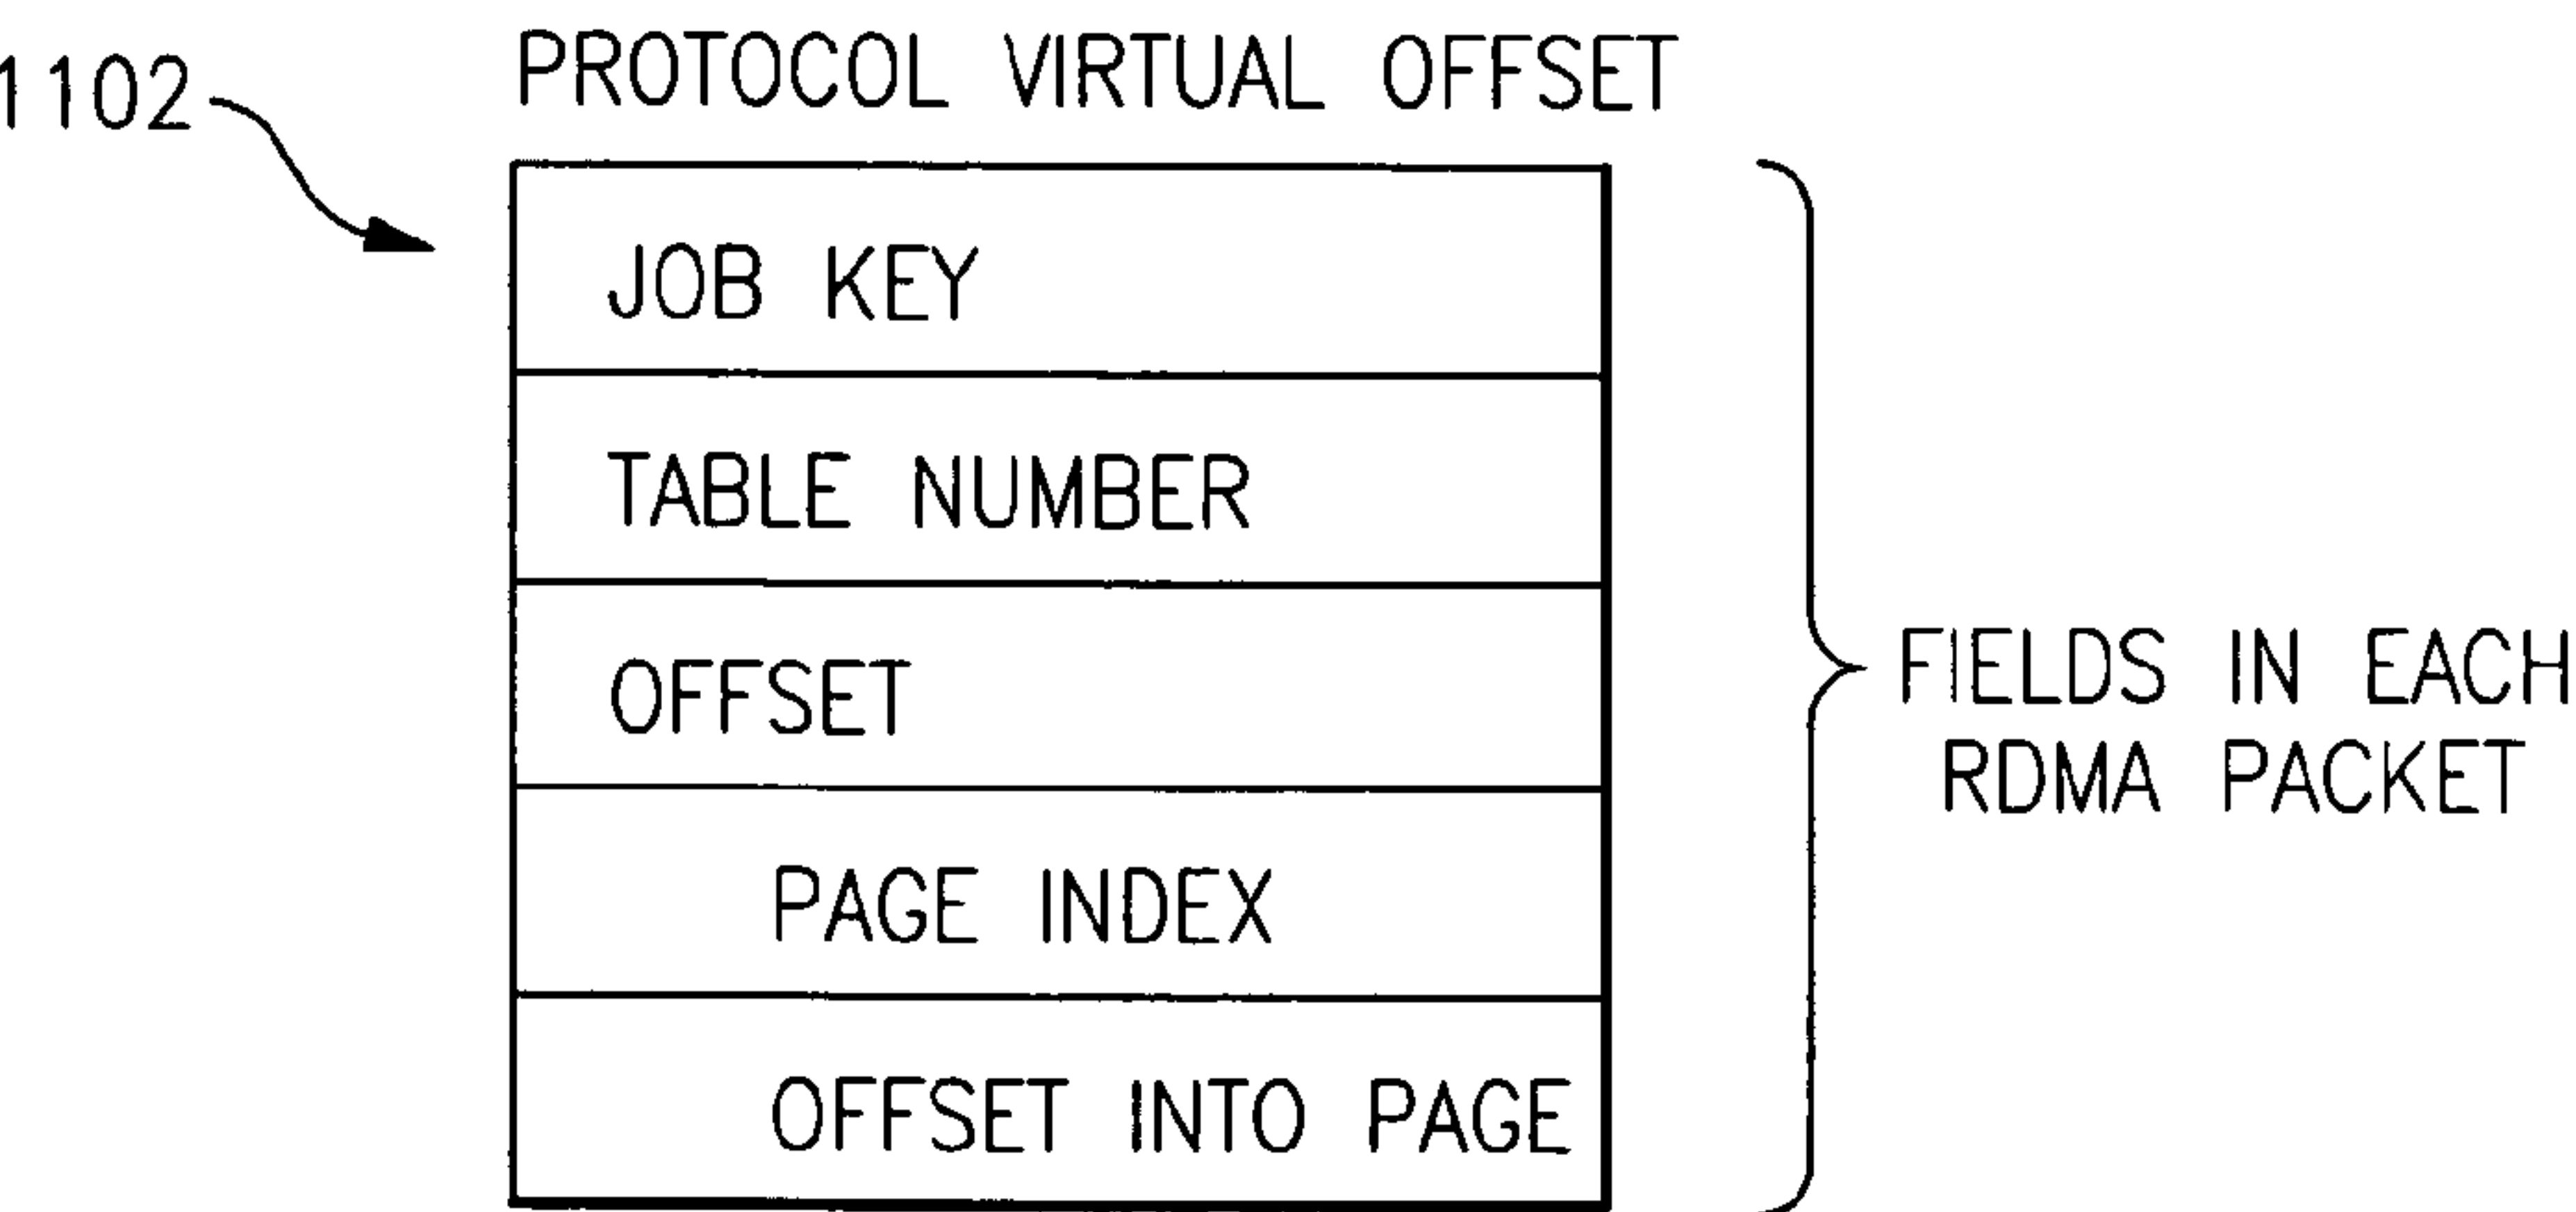 1102
PROTOCOL VIRTUAL OFFSET
JOB KEY
TABLE NUMBER
OFFSET
PAGE INDEX
OFFSET INTO PAGE
FIELDS IN EACH
RDMA PACKET